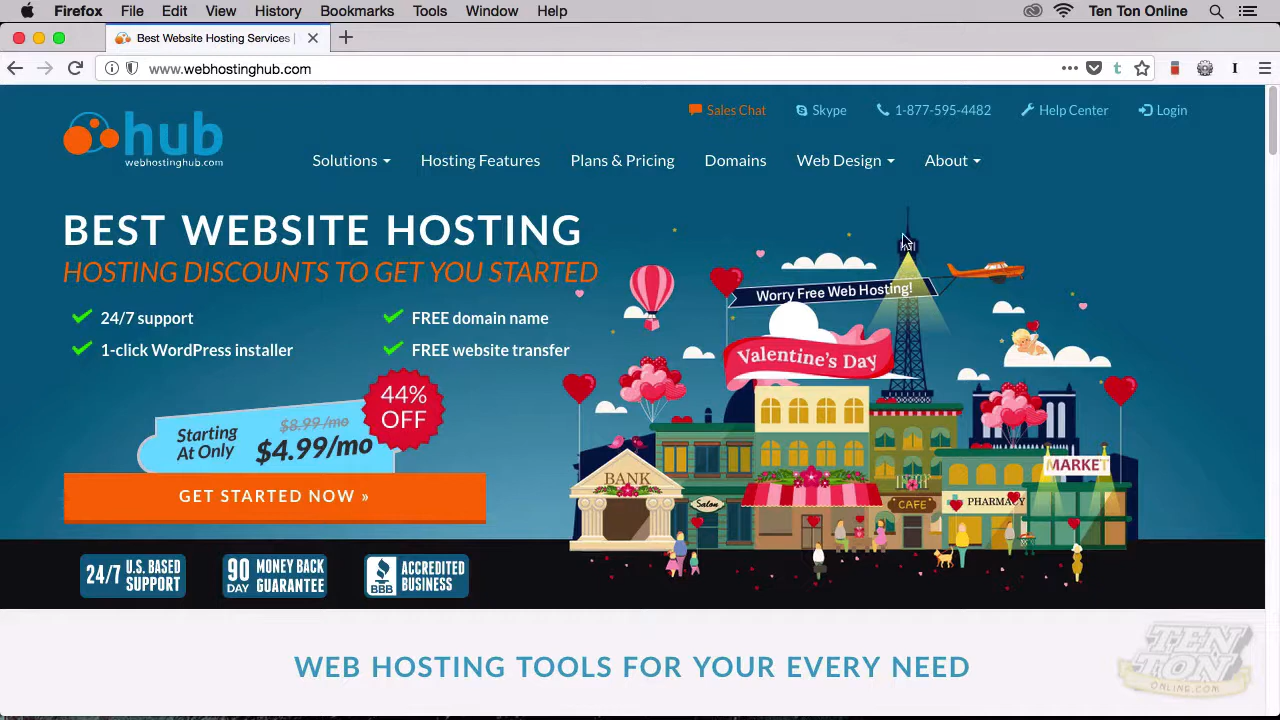 Firefox File Edit View History Bookmarks Tools Window Help Ten Ton Online
Best Website Hosting Services |
www.webhostinghub.com
Sales Chat Skype 1-877-595-4482 Help Center Login
hub
webhostinghub.com
Solutions Hosting Features Plans & Pricing Domains Web Design About
BEST WEBSITE HOSTING
HOSTING DISCOUNTS TO GET YOU STARTED
24/7 support
FREE domain name
1-click WordPress installer
FREE website transfer
44%
OFF
Starting
At Only
$8.99/mo
$4.99/mo
GET STARTED NOW »
24/7 U.S. BASED SUPPORT
90 DAY MONEY BACK GUARANTEE
BBB ACCREDITED BUSINESS
Worry Free Web Hosting!
Valentine's Day
BANK
Salon
CAFE
PHARMACY
MARKET
WEB HOSTING TOOLS FOR YOUR EVERY NEED
TEN
TON
ONLINE.COM